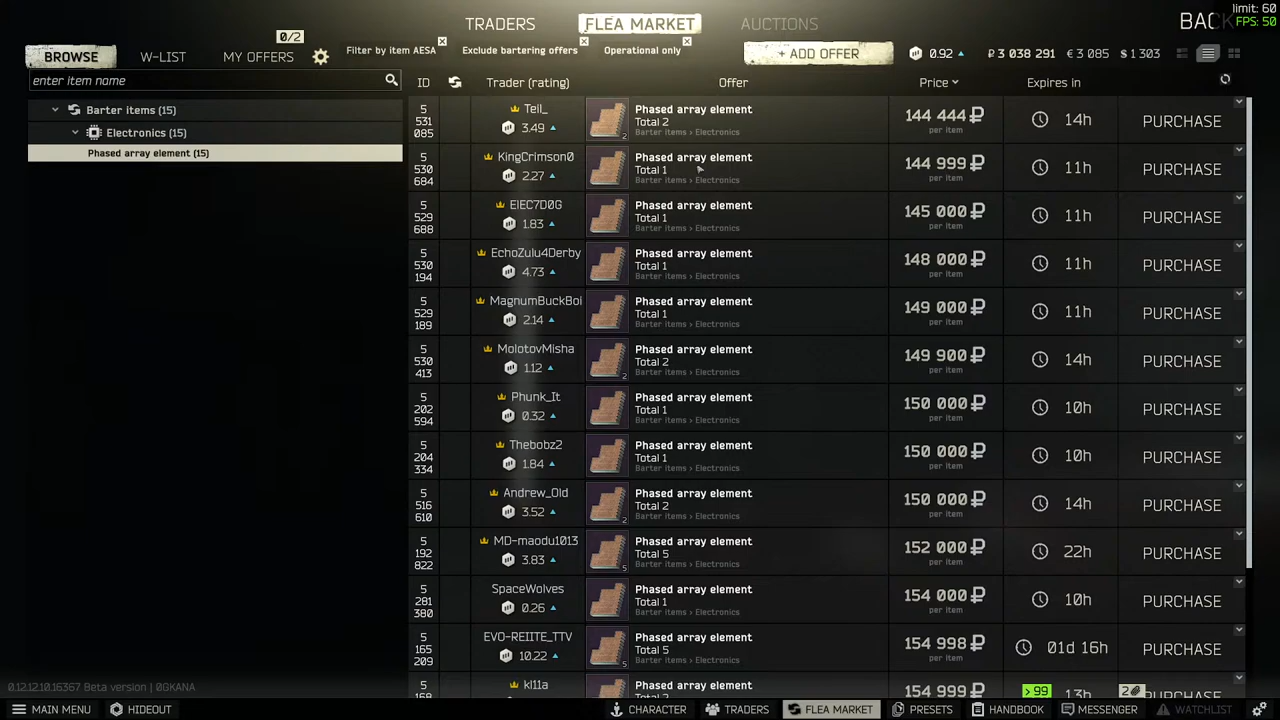 limit: 60
FPS: 50
TRADERS
FLEA MARKET
AUCTIONS
BACK
0/2
BROWSE
W-LIST
MY OFFERS
Filter by item AESA
Exclude bartering offers
Operational only
+ ADD OFFER
0.92
₽ 3 038 291
€ 3 085
$ 1 303
enter item name
ID
Trader (rating)
Offer
Price
Expires in
Barter items (15)
Electronics (15)
Phased array element (15)
5 531 085
Tell_
3.49
2
Phased array element
Total 2
Barter items > Electronics
144 444 ₽
per item
14h
PURCHASE
5 530 684
KingCrimson0
2.27
Phased array element
Total 1
Barter items > Electronics
144 999 ₽
per item
11h
PURCHASE
5 529 688
ElEC7D0G
1.83
Phased array element
Total 1
Barter items > Electronics
145 000 ₽
per item
11h
PURCHASE
5 530 194
EchoZulu4Derby
4.73
Phased array element
Total 1
Barter items > Electronics
148 000 ₽
per item
11h
PURCHASE
5 529 189
MagnumBuckBoi
2.14
Phased array element
Total 1
Barter items > Electronics
149 000 ₽
per item
11h
PURCHASE
5 530 413
MolotovMisha
1.12
2
Phased array element
Total 2
Barter items > Electronics
149 900 ₽
per item
14h
PURCHASE
5 202 594
Phunk_It
0.32
Phased array element
Total 1
Barter items > Electronics
150 000 ₽
per item
10h
PURCHASE
5 204 334
Thebobz2
1.84
Phased array element
Total 1
Barter items > Electronics
150 000 ₽
per item
10h
PURCHASE
5 516 610
Andrew_Old
3.52
2
Phased array element
Total 2
Barter items > Electronics
150 000 ₽
per item
14h
PURCHASE
5 192 822
MD-maodu1013
3.83
5
Phased array element
Total 5
Barter items > Electronics
152 000 ₽
per item
22h
PURCHASE
5 281 380
SpaceWolves
0.26
Phased array element
Total 1
Barter items > Electronics
154 000 ₽
per item
10h
PURCHASE
5 165 209
EVO-REIITE_TTV
10.22
5
Phased array element
Total 5
Barter items > Electronics
154 998 ₽
per item
01d 16h
PURCHASE
5
kl11a
Phased array element
154 999 ₽
13h
PURCHASE
0.12.12.10.16367 Beta version | 0GKANA
>99
2
MAIN MENU
HIDEOUT
CHARACTER
TRADERS
FLEA MARKET
PRESETS
HANDBOOK
MESSENGER
WATCHLIST